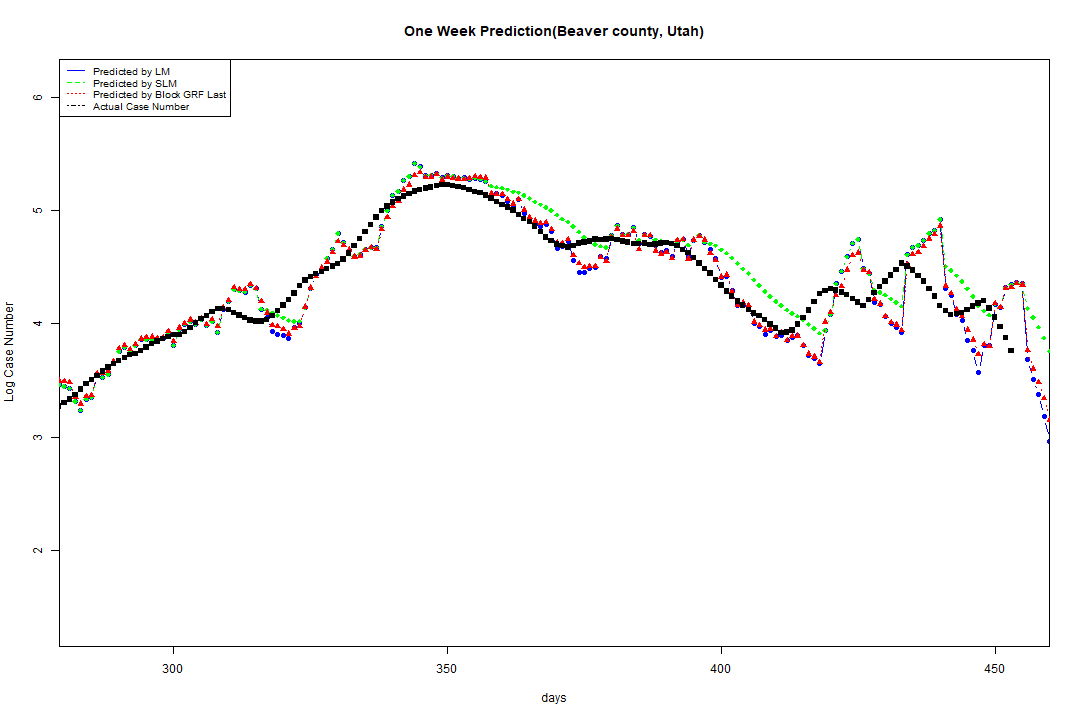 One Week Prediction(Beaver county, Utah)
Predicted by LM
Predicted by SLM
Predicted by Block GRF Last
Actual Case Number
6
5
4
3
2
Log Case Number
300
350
400
450
days